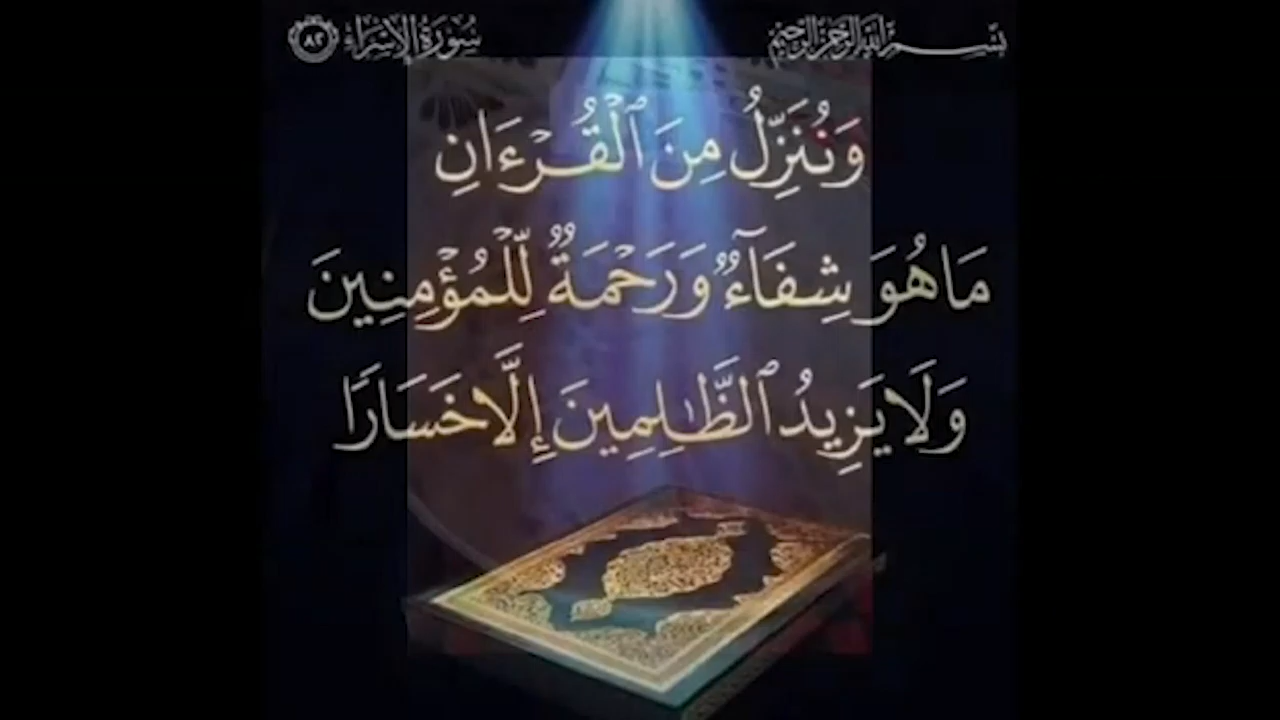 بِسْمِ اللَّهِ الرَّحْمَنِ الرَّحِيمِ
سُورَةُ الإِسْرَاءِ ٨٢
وَنُنَزِّلُ مِنَ ٱلْقُرْءَانِ
مَا هُوَ شِفَآءٌ وَرَحْمَةٌ لِّلْمُؤْمِنِينَ
وَلَا يَزِيدُ ٱلظَّٰلِمِينَ إِلَّا خَسَارًا